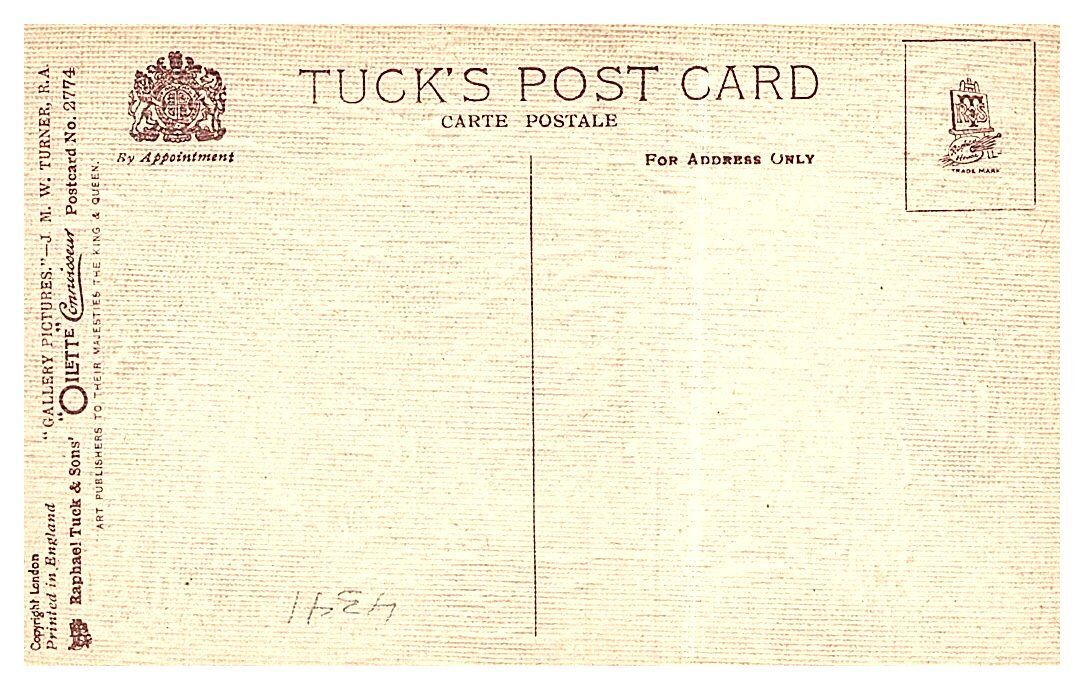 TUCK'S POST CARD
CARTE POSTALE
By Appointment
FOR ADDRESS ONLY
TRADE MARK
"GALLERY PICTURES."—J. M. W. TURNER, R.A.
Raphael Tuck & Sons' "OILETTE" Connoisseur Postcard No. 2774
ART PUBLISHERS TO THEIR MAJESTIES THE KING & QUEEN.
Copyright London
Printed in England